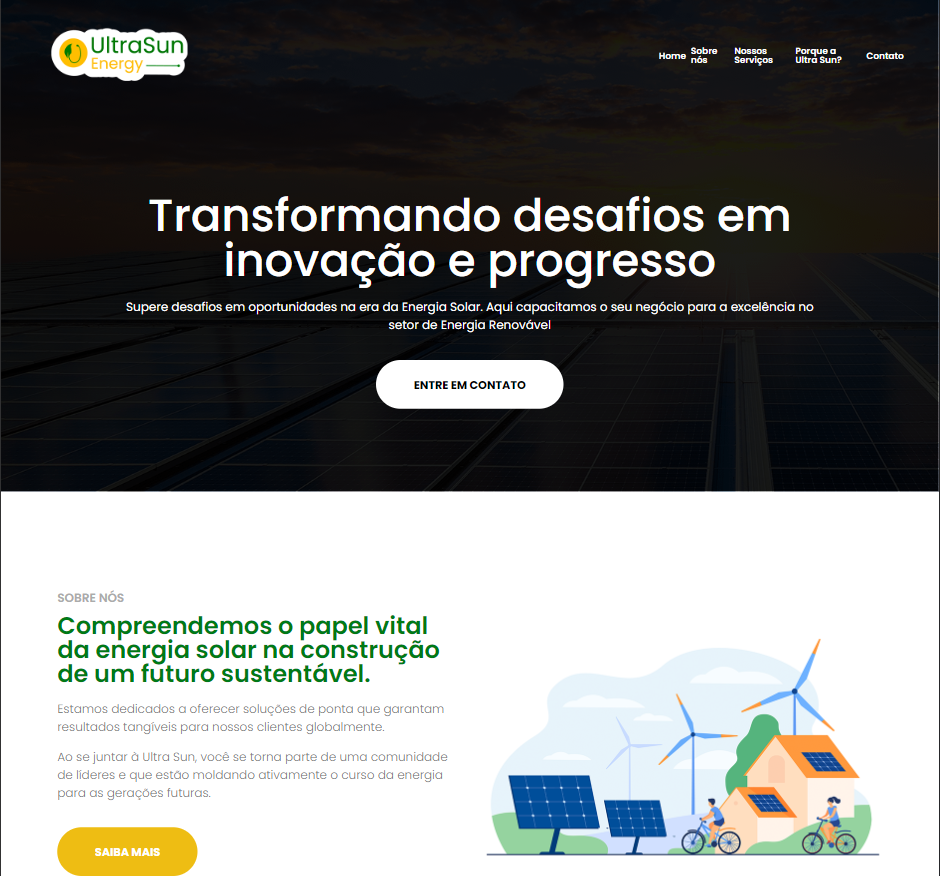 UltraSun
Energy
Home
Sobre
nós
Nossos
Serviços
Porque a
Ultra Sun?
Contato
Transformando desafios em
inovação e progresso
Supere desafios em oportunidades na era da Energia Solar. Aqui capacitamos o seu negócio para a excelência no
setor de Energia Renovável
ENTRE EM CONTATO
SOBRE NÓS
Compreendemos o papel vital
da energia solar na construção
de um futuro sustentável.
Estamos dedicados a oferecer soluções de ponta que garantam
resultados tangíveis para nossos clientes globalmente.
Ao se juntar à Ultra Sun, você se torna parte de uma comunidade
de líderes e que estão moldando ativamente o curso da energia
para as gerações futuras.
SAIBA MAIS